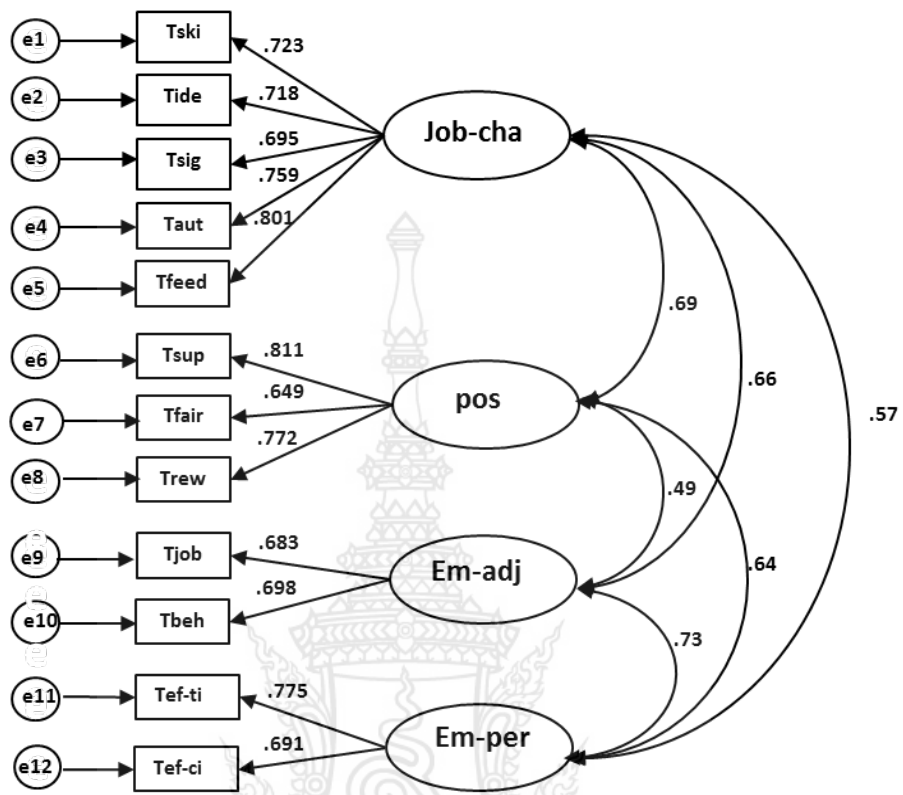 e1 Tski .723
e2 Tide .718 Job-cha
e3 Tsig .695
.759
e4 Taut .801
e5 Tfeed
.69
e6 Tsup .811
.66
e7 Tfair .649 pos
.57
e8 Trew .772
.49
e9 Tjob .683
.64
Em-adj
e10 Tbeh .698
.73
e11 Tef-ti .775
Em-per
e12 Tef-ci .691